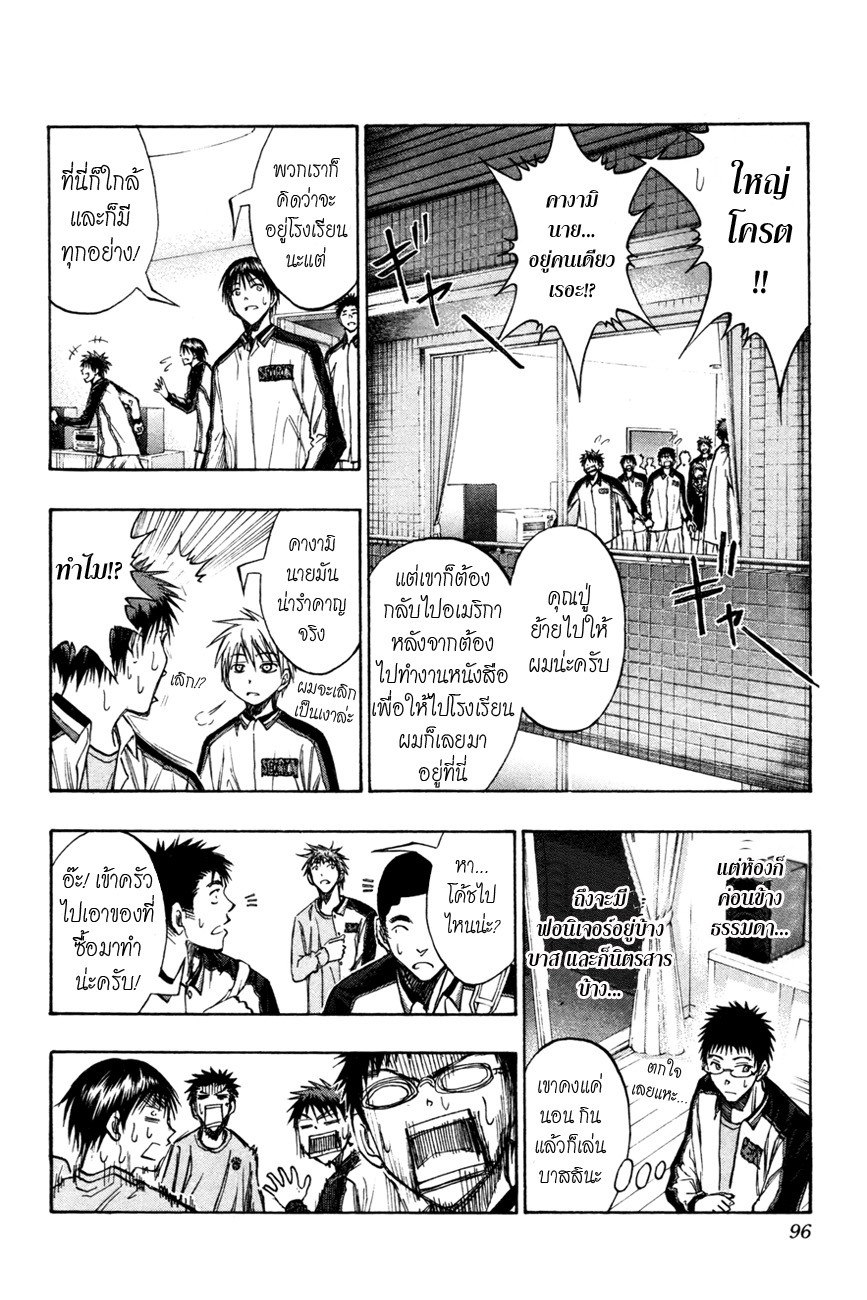 ใหญ่
โครต
!!
คางามิ
นาย...
อยู่คนเดียว
เรอะ!?
ギャー
ギャー
คุณปู่
ย้ายไปให้
ผมน่ะครับ
แต่เขาก็ต้อง
กลับไปอเมริกา
หลังจากต้อง
ไปทำงานหนังสือ
เพื่อให้ไปโรงเรียน
ผมก็เลยมา
อยู่ที่นี่
พวกเราก็
คิดว่าจะ
อยู่โรงเรียน
นะแต่
ที่นี่ก็ใกล้
และก็มี
ทุกอย่าง!
SEIRIN
คางามิ
นายมัน
น่ารำคาญ
จริง
ผมจะเลิก
เป็นเงาล่ะ
ทำไม!?
เลิก!?
SEIRIN
แต่ห้องก็
ค่อนข้าง
ธรรมดา...
ถึงจะมี
ฟอนิเจอร์อยู่บ้าง
บาส และก็นิตรสาร
บ้าง...
ตกใจ
เลยแหะ...
เขาคงแค่
นอน กิน
แล้วก็เล่น
บาสสินะ
หา...
โค้ชไป
ไหนน่ะ?
อ๊ะ! เข้าครัว
ไปเอาของที่
ซื้อมาทำ
น่ะครับ!
96